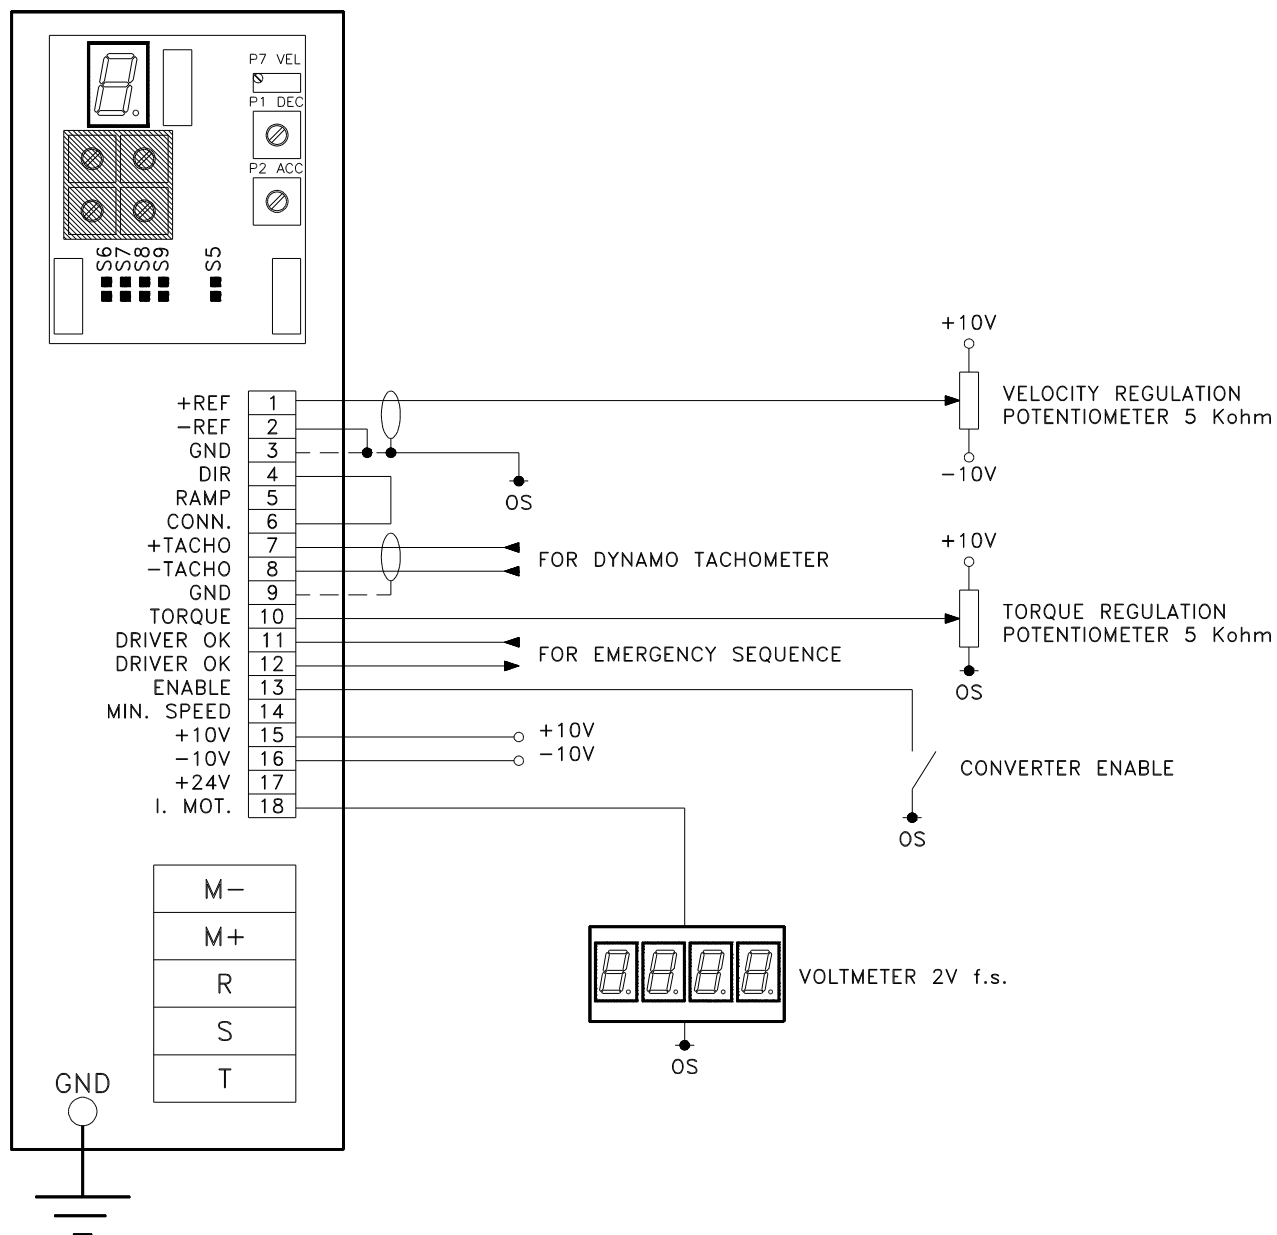 P7 VEL
P1 DEC
P2 ACC
S6 S7 S8 S9 S5
+10V
VELOCITY REGULATION
POTENTIOMETER 5 Kohm
-10V
+REF 1
-REF 2
GND 3
DIR 4
RAMP 5
CONN. 6
+TACHO 7
-TACHO 8
GND 9
TORQUE 10
DRIVER OK 11
DRIVER OK 12
ENABLE 13
MIN. SPEED 14
+10V 15
-10V 16
+24V 17
I. MOT. 18
OS
FOR DYNAMO TACHOMETER
+10V
TORQUE REGULATION
POTENTIOMETER 5 Kohm
OS
FOR EMERGENCY SEQUENCE
+10V
-10V
CONVERTER ENABLE
OS
M-
M+
R
S
T
VOLTMETER 2V f.s.
OS
GND